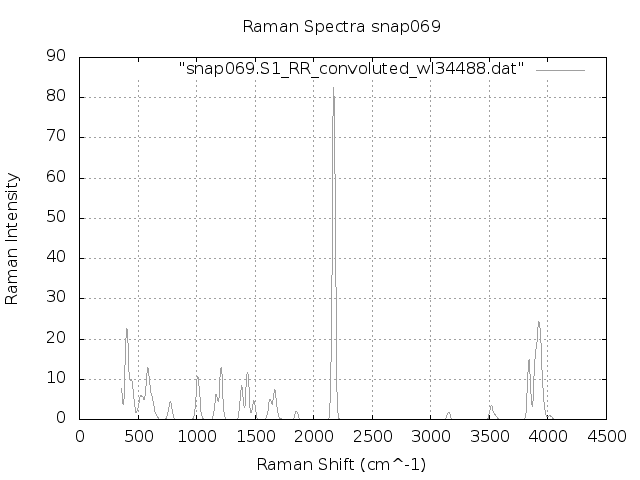 Raman Spectra snap069
"snap069.S1_RR_convoluted_wl34488.dat"
90
80
70
60
50
40
30
20
10
0
Raman Intensity
0 500 1000 1500 2000 2500 3000 3500 4000 4500
Raman Shift (cm^-1)